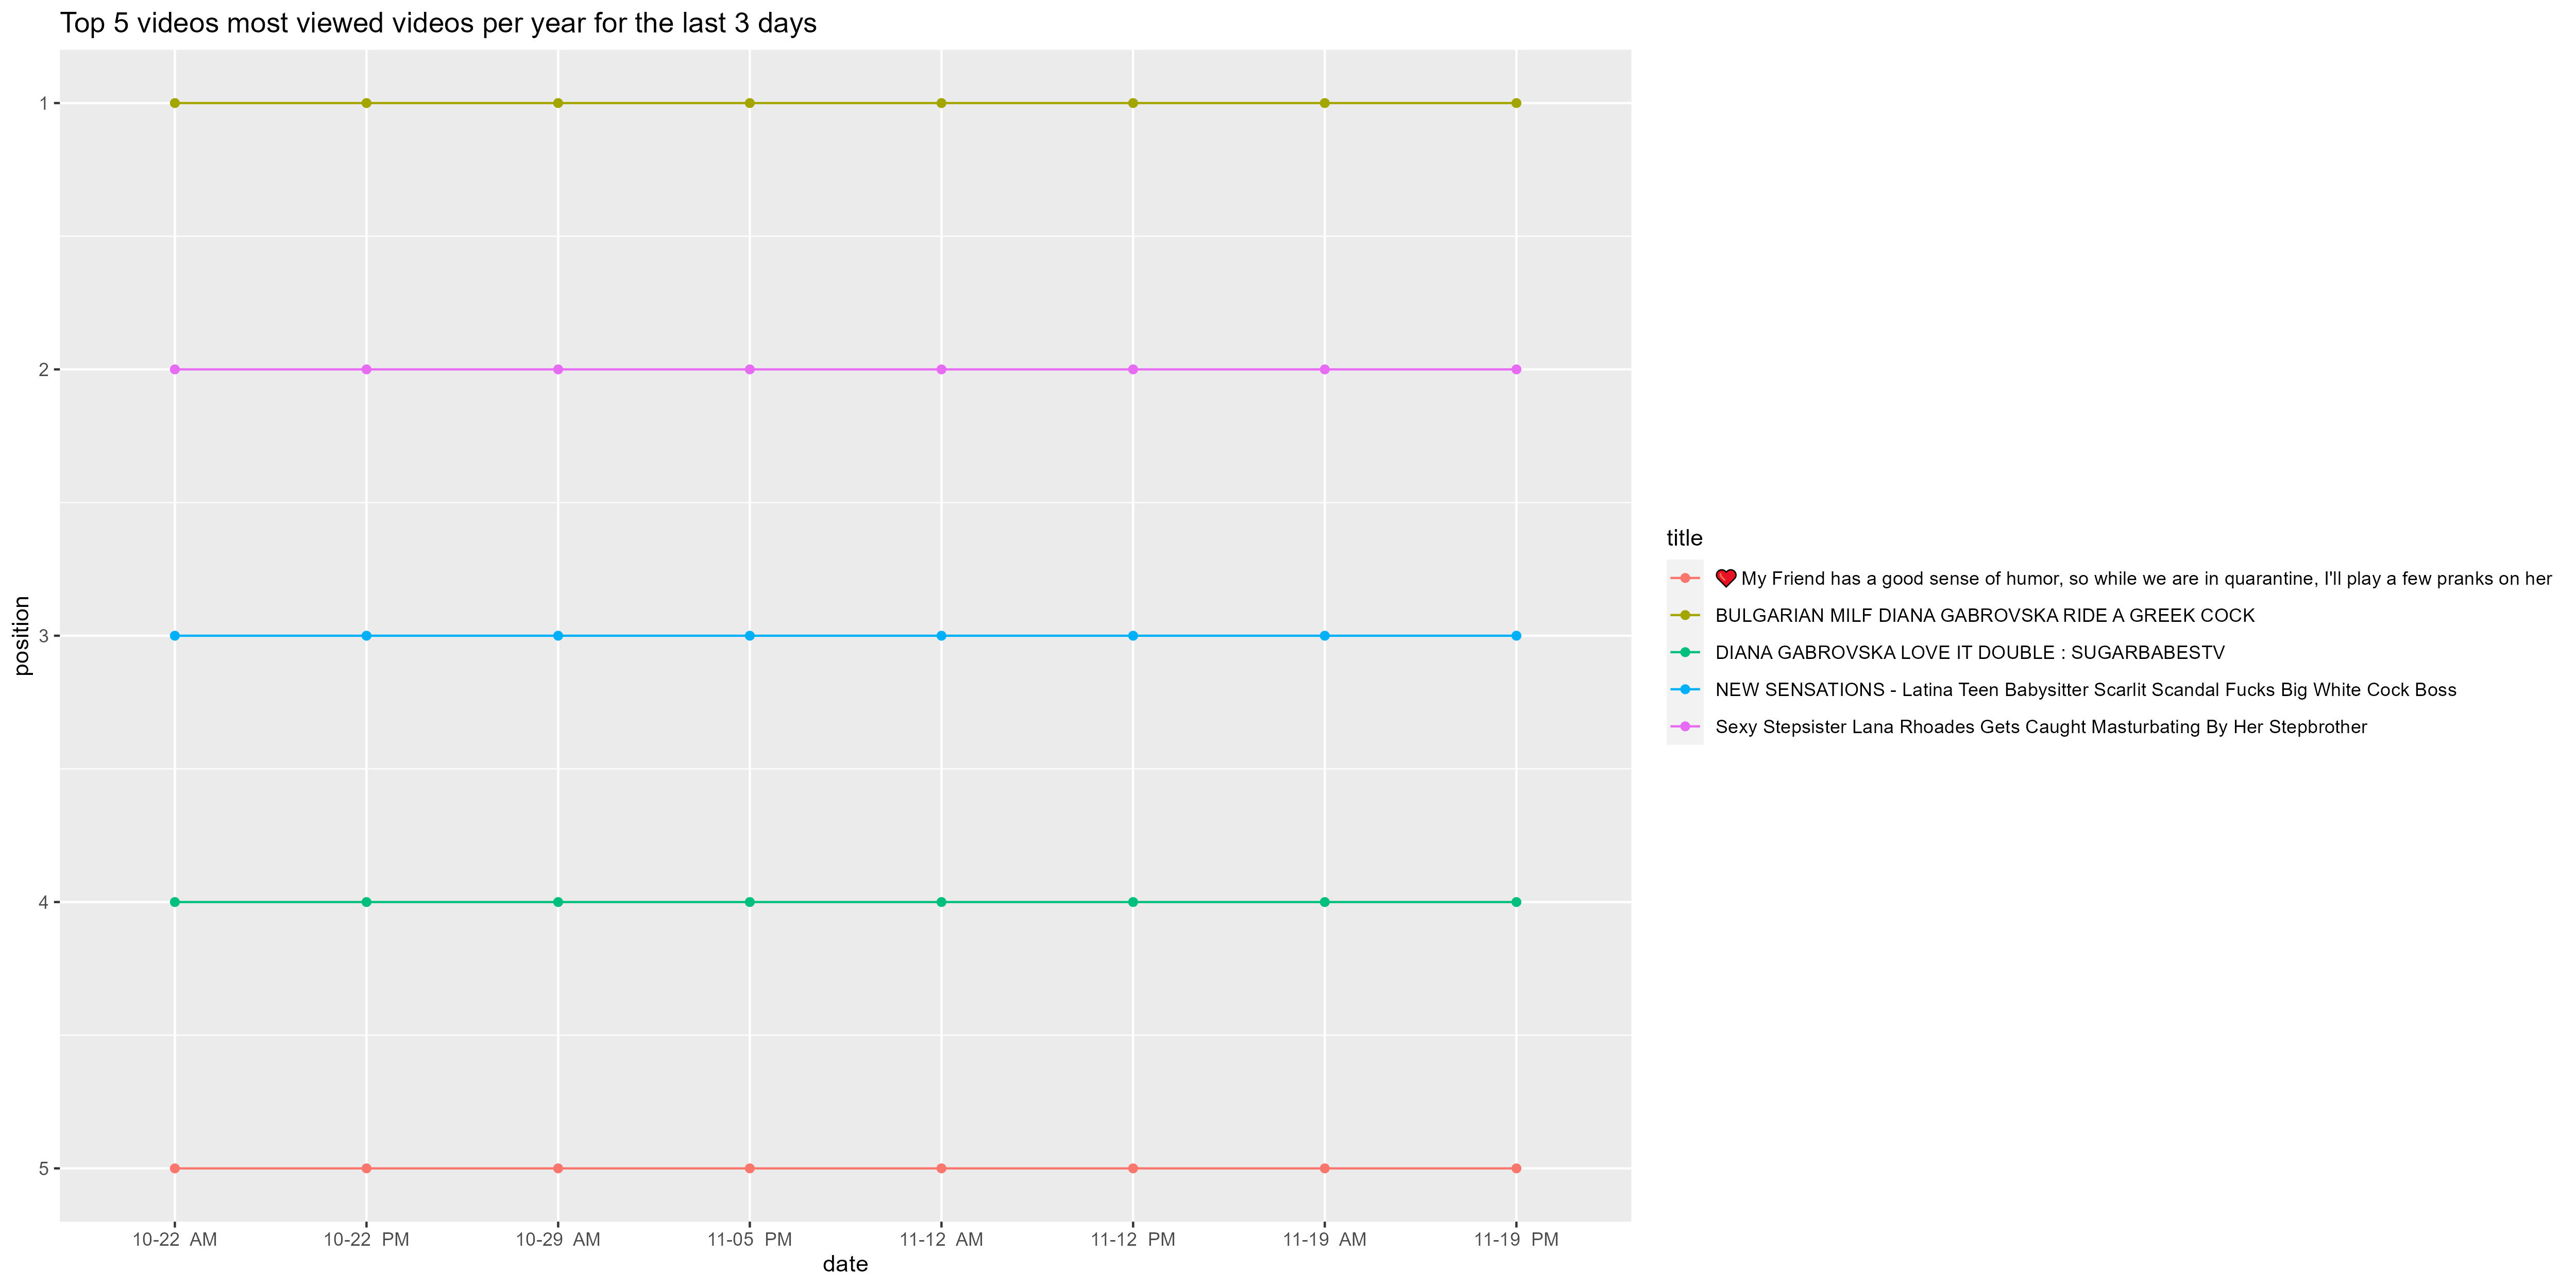 Top 5 videos most viewed videos per year for the last 3 days
position
1
2
3
4
5
10-22 AM
10-22 PM
10-29 AM
11-05 PM
11-12 AM
11-12 PM
11-19 AM
11-19 PM
date
title
❤️ My Friend has a good sense of humor, so while we are in quarantine, I'll play a few pranks on her
BULGARIAN MILF DIANA GABROVSKA RIDE A GREEK COCK
DIANA GABROVSKA LOVE IT DOUBLE : SUGARBABESTV
NEW SENSATIONS - Latina Teen Babysitter Scarlit Scandal Fucks Big White Cock Boss
Sexy Stepsister Lana Rhoades Gets Caught Masturbating By Her Stepbrother